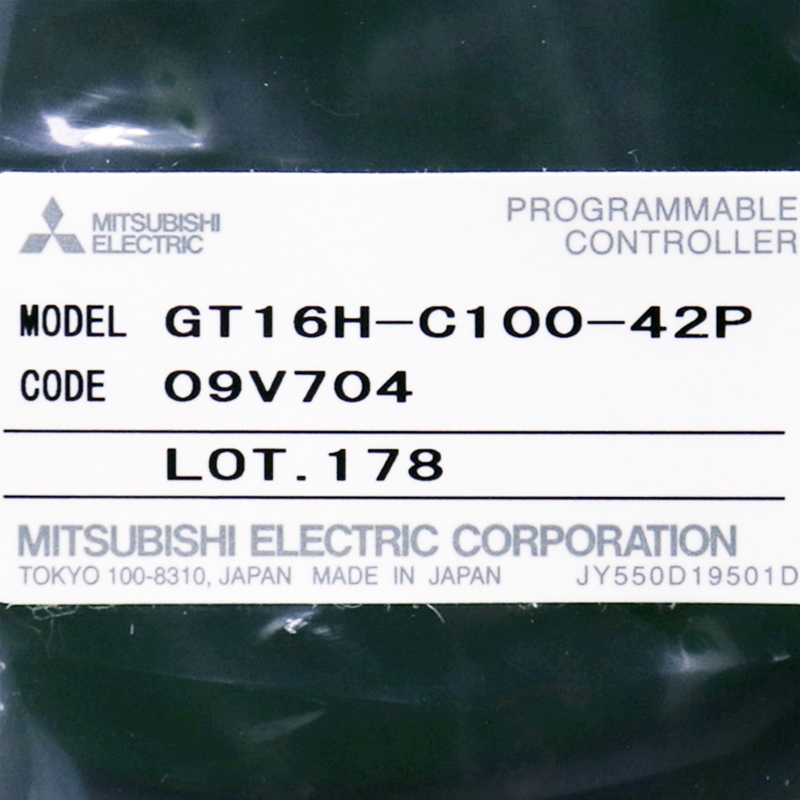 MITSUBISHI
ELECTRIC
PROGRAMMABLE
CONTROLLER
MODEL GT16H-C100-42P
CODE 09V704
LOT.178
MITSUBISHI ELECTRIC CORPORATION
TOKYO 100-8310, JAPAN MADE IN JAPAN JY550D19501D